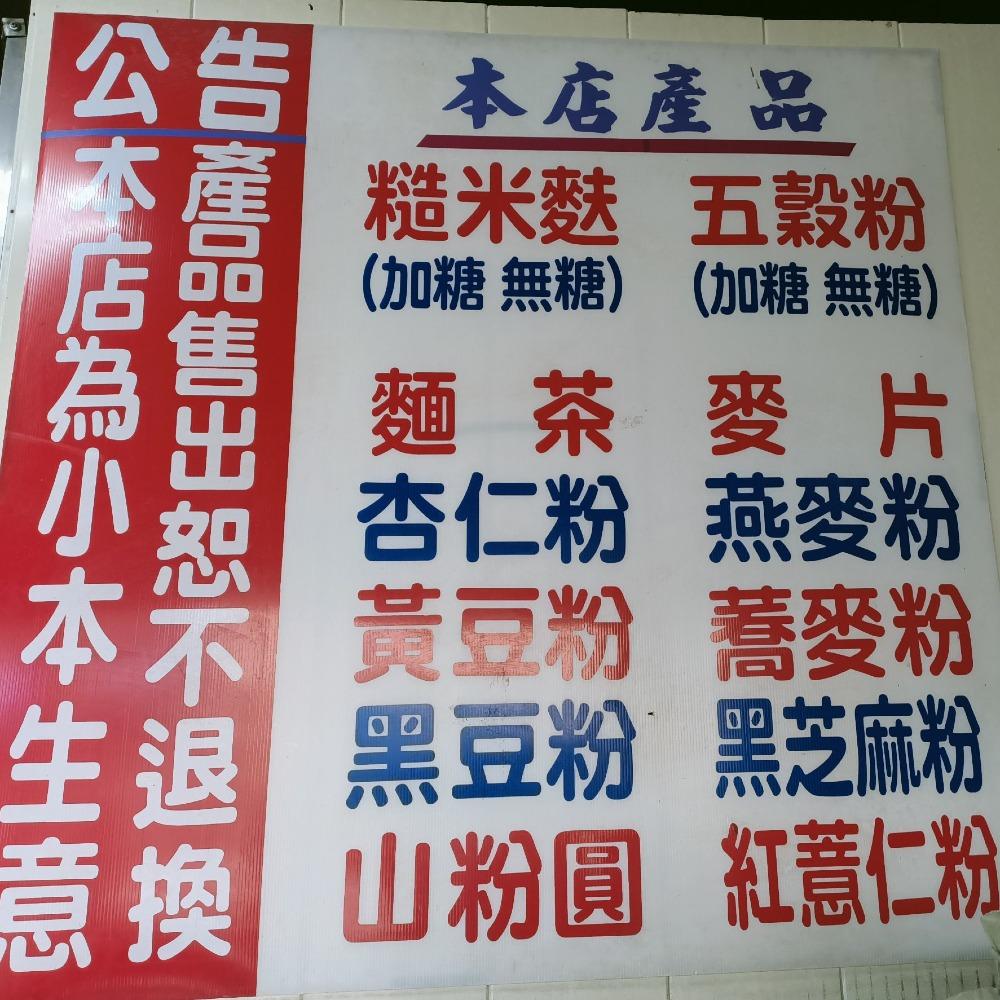 公告
本店為小本生意
產品售出恕不退換
本店產品
糙米麩 五穀粉
(加糖 無糖) (加糖 無糖)
麵茶 麥片
杏仁粉 燕麥粉
黃豆粉 蕎麥粉
黑豆粉 黑芝麻粉
山粉圓 紅薏仁粉